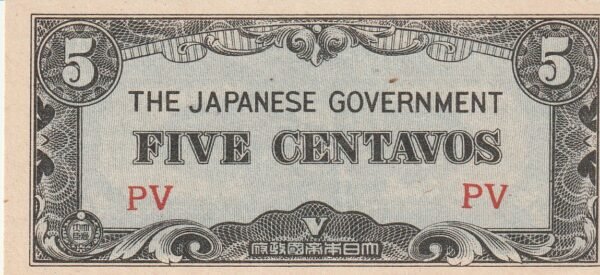 5 5
THE JAPANESE GOVERNMENT
FIVE CENTAVOS
PV PV
V
府政國帝本日大